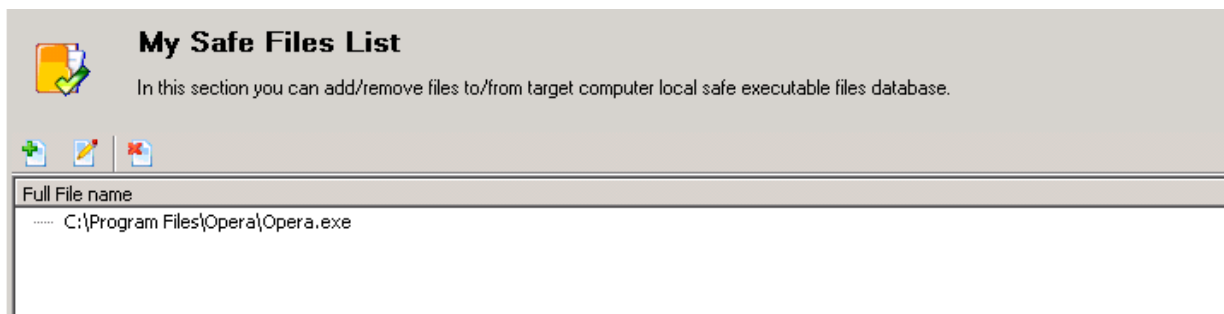 My Safe Files List
In this section you can add/remove files to/from target computer local safe executable files database.
Full File name
C:\Program Files\Opera\Opera.exe